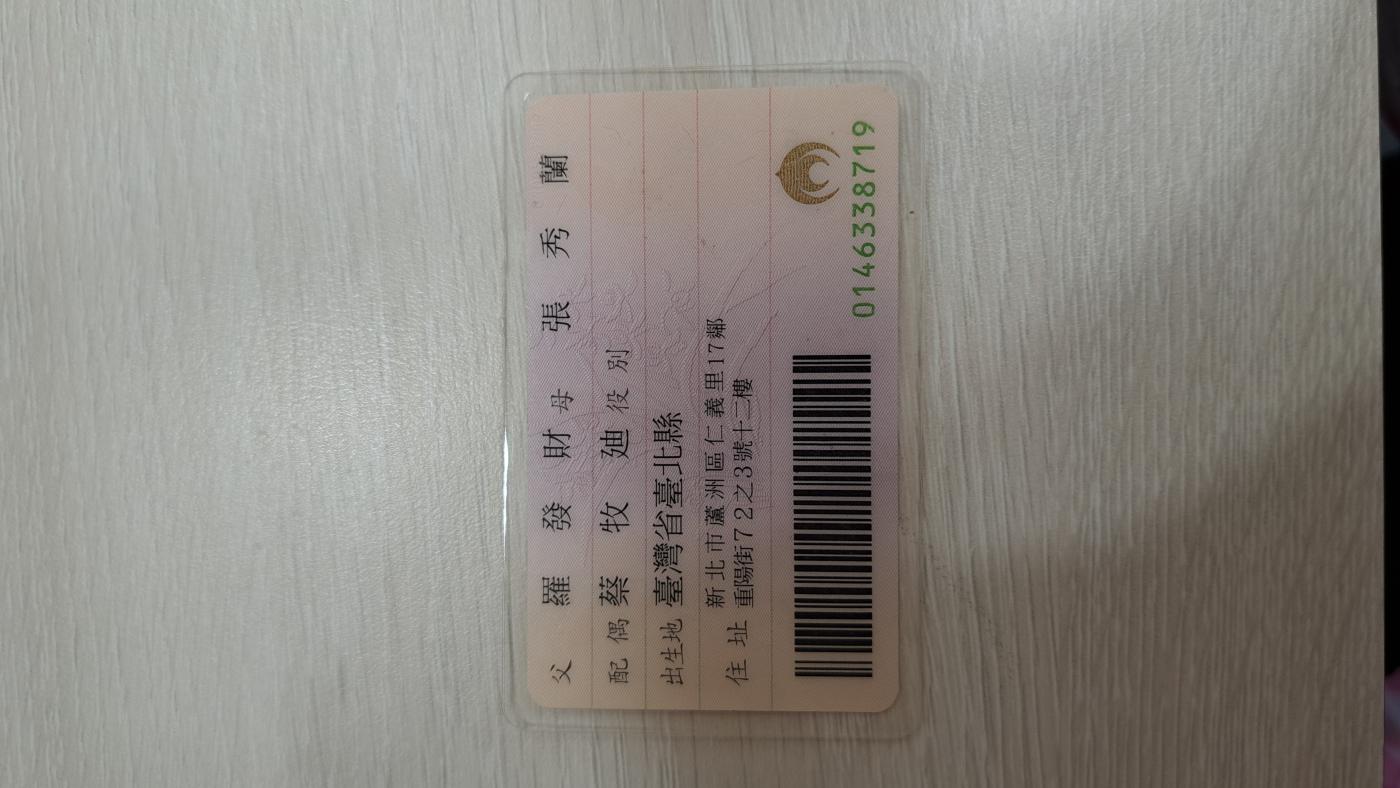 父 羅發財 母 張秀蘭
配偶 蔡牧廸 役別
出生地 臺灣省臺北縣
住址 新北市蘆洲區仁義里17鄰
重陽街72之3號十二樓
0146338719